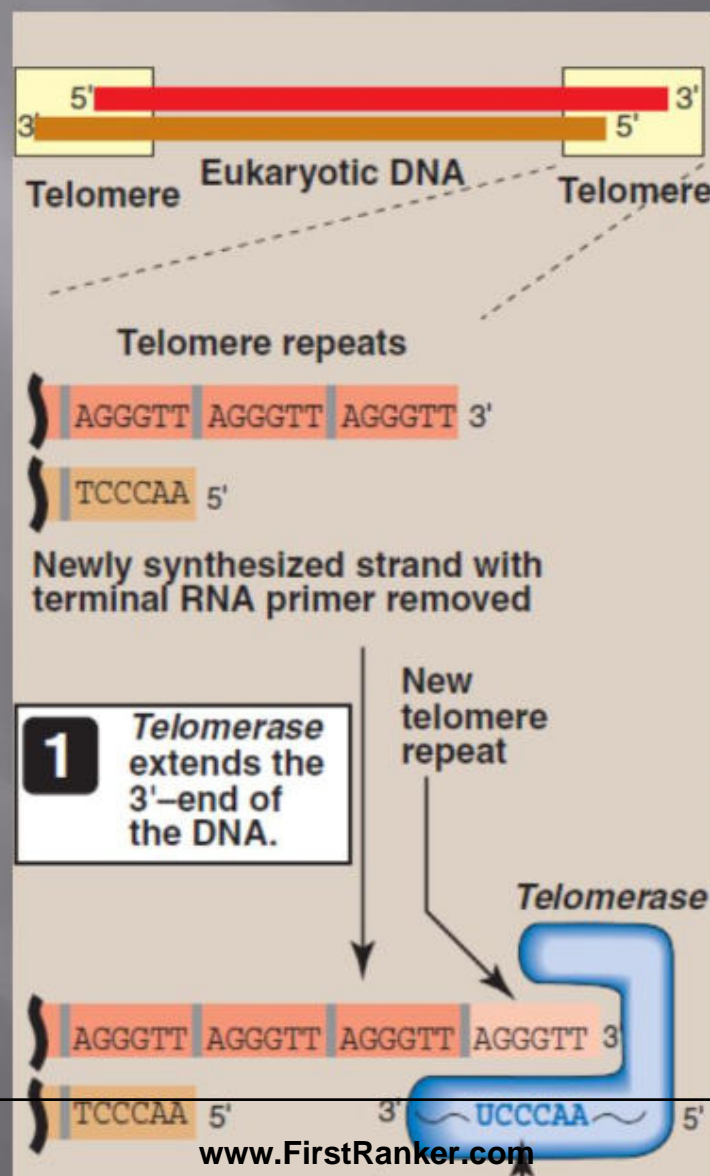 5' 3'
3' 5'
Telomere Eukaryotic DNA Telomere
Telomere repeats
AGGGTT AGGGTT AGGGTT 3'
TCCCAA 5'
Newly synthesized strand with
terminal RNA primer removed
1 Telomerase
extends the
3'–end of
the DNA.
New
telomere
repeat
Telomerase
AGGGTT AGGGTT AGGGTT AGGGTT 3'
TCCCAA 5' 3' UCCCAA 5'
www.FirstRanker.com